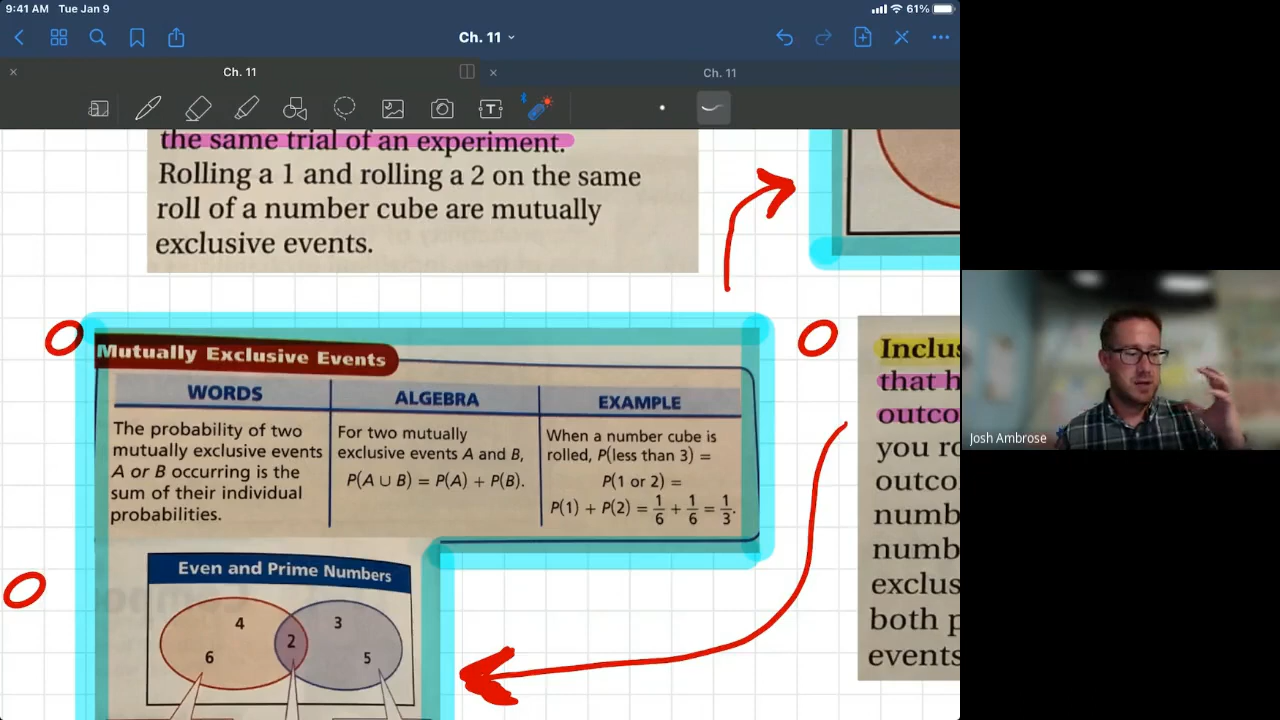 9:41 AM Tue Jan 9
61%
Ch. 11
Ch. 11
Ch. 11
the same trial of an experiment.
Rolling a 1 and rolling a 2 on the same
roll of a number cube are mutually
exclusive events.
Mutually Exclusive Events
WORDS
The probability of two
mutually exclusive events
A or B occurring is the
sum of their individual
probabilities.
ALGEBRA
For two mutually
exclusive events A and B,
P(A ∪ B) = P(A) + P(B).
EXAMPLE
When a number cube is
rolled, P(less than 3) =
P(1 or 2) =
P(1) + P(2) = 1/6 + 1/6 = 1/3.
Even and Prime Numbers
4
6
2
3
5
Inclus
that h
outco
you ro
outco
numb
numb
exclus
both p
events
Josh Ambrose